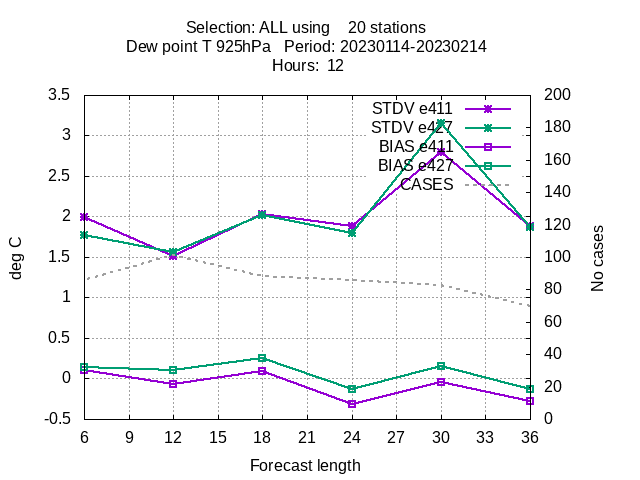 Selection: ALL using    20 stations
Dew point T 925hPa   Period: 20230114-20230214
Hours:  12
3.5
3
2.5
2
1.5
1
0.5
0
-0.5
deg C
STDV e411
STDV e427
BIAS e411
BIAS e427
CASES
200
180
160
140
120
100
80
60
40
20
0
No cases
6 9 12 15 18 21 24 27 30 33 36
Forecast length